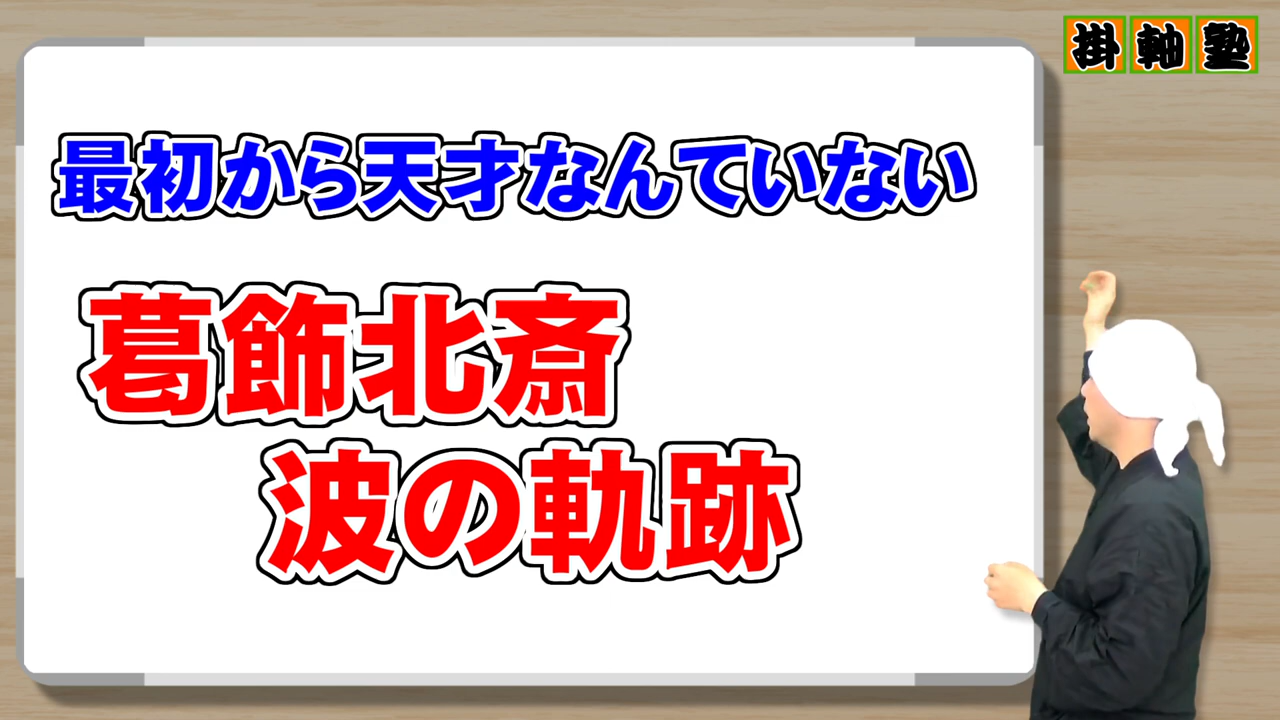 掛軸塾
最初から天才なんていない
葛飾北斎
波の軌跡